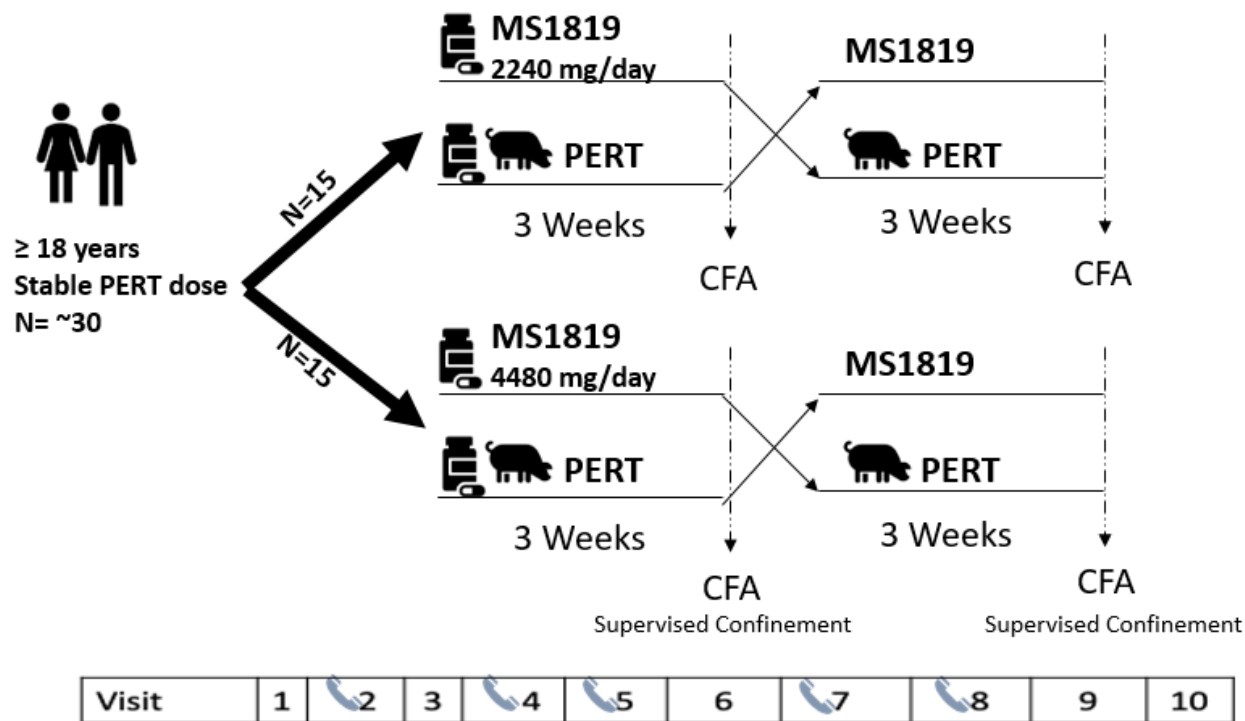 ≥ 18 years
Stable PERT dose
N= ~30
N=15
MS1819
2240 mg/day
PERT
3 Weeks
CFA
MS1819
PERT
3 Weeks
CFA
N=15
MS1819
4480 mg/day
PERT
3 Weeks
CFA
Supervised Confinement
MS1819
PERT
3 Weeks
CFA
Supervised Confinement
Visit 1 2 3 4 5 6 7 8 9 10